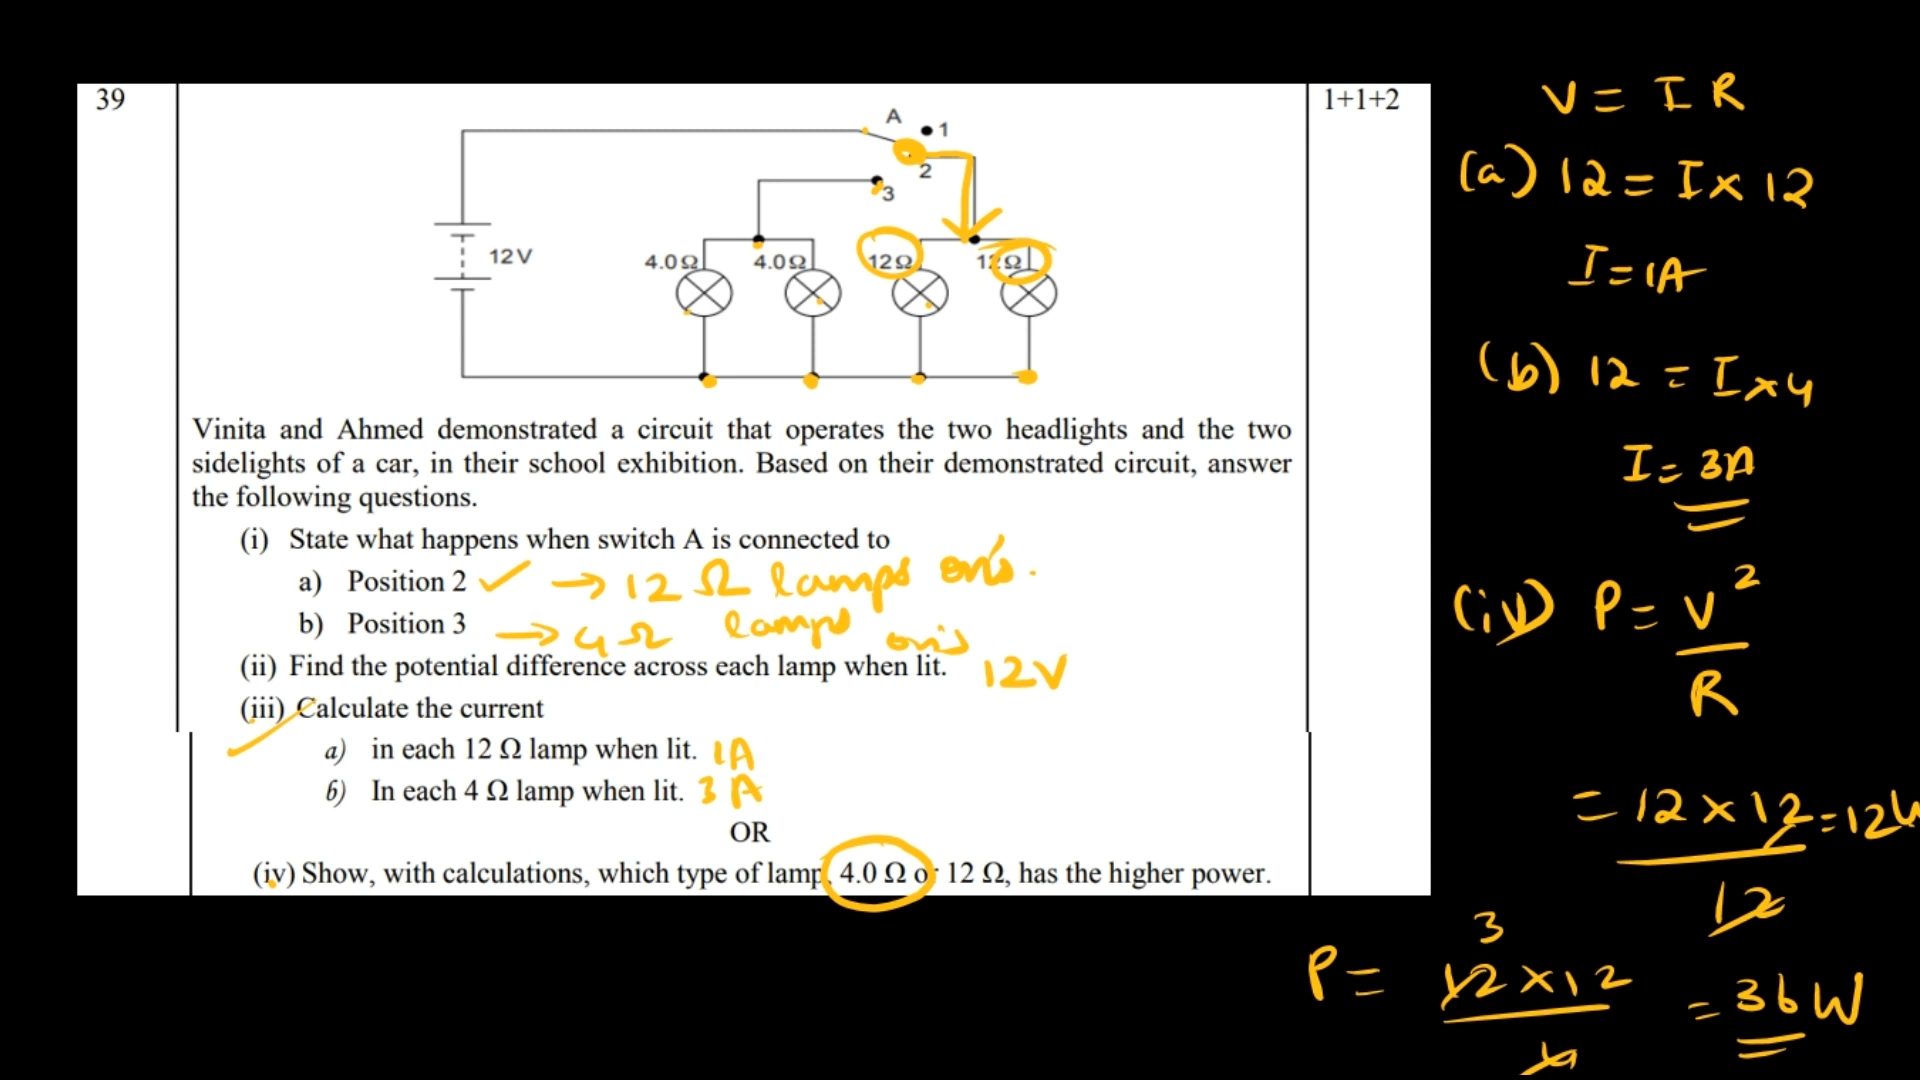 39
1+1+2
A
1
2
3
12V
4.0Ω
4.0Ω
12Ω
12Ω
Vinita and Ahmed demonstrated a circuit that operates the two headlights and the two
sidelights of a car, in their school exhibition. Based on their demonstrated circuit, answer
the following questions.
(i) State what happens when switch A is connected to
a) Position 2 ✓ → 12 Ω lamps on's.
b) Position 3 → 4 Ω lamps on's
(ii) Find the potential difference across each lamp when lit. 12V
(iii) Calculate the current
a) in each 12 Ω lamp when lit. 1A
б) In each 4 Ω lamp when lit. 3 A
OR
(iv) Show, with calculations, which type of lamp, 4.0 Ω or 12 Ω, has the higher power.
V = I R
(a) 12 = I × 12
I = 1A
(b) 12 = I × 4
I = 3A
(iv) P = V²
R
= 12 × 12 = 12W
12
3
P = 12 × 12 = 36 W
4